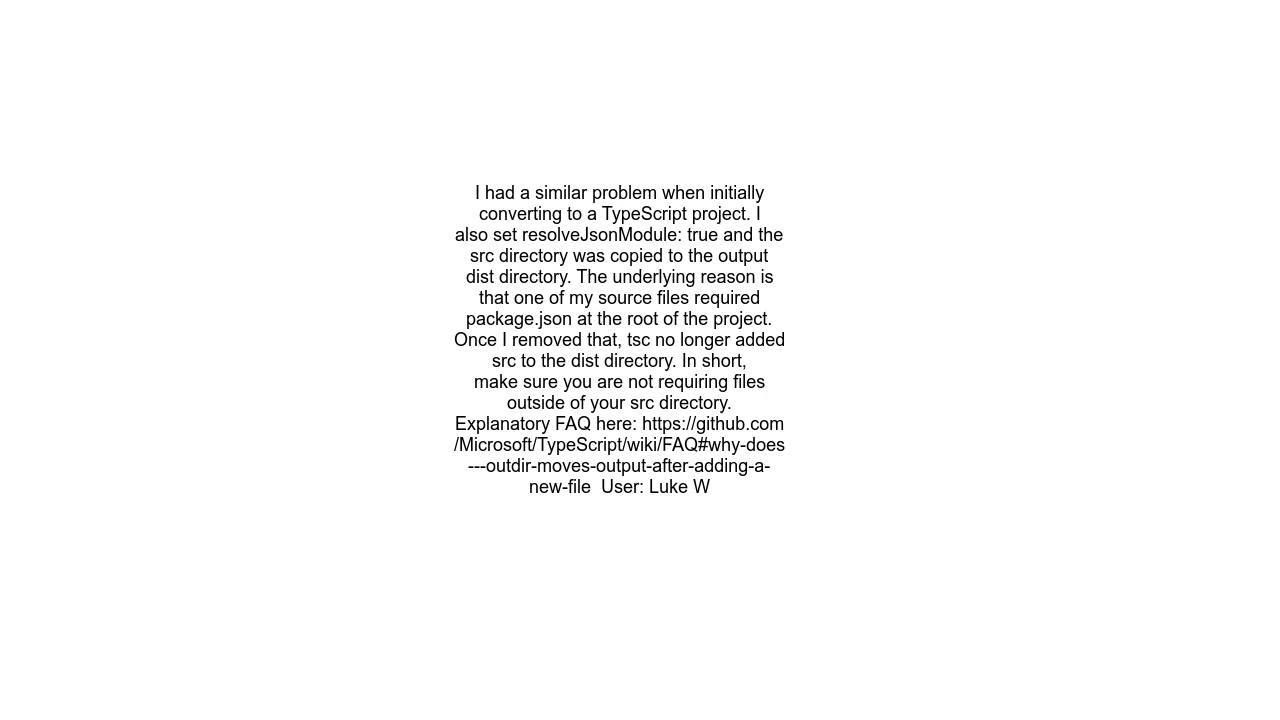 I had a similar problem when initially
converting to a TypeScript project. I
also set resolveJsonModule: true and the
src directory was copied to the output
dist directory. The underlying reason is
that one of my source files required
package.json at the root of the project.
Once I removed that, tsc no longer added
src to the dist directory. In short,
make sure you are not requiring files
outside of your src directory.
Explanatory FAQ here: https://github.com
/Microsoft/TypeScript/wiki/FAQ#why-does
---outdir-moves-output-after-adding-a-
new-file  User: Luke W